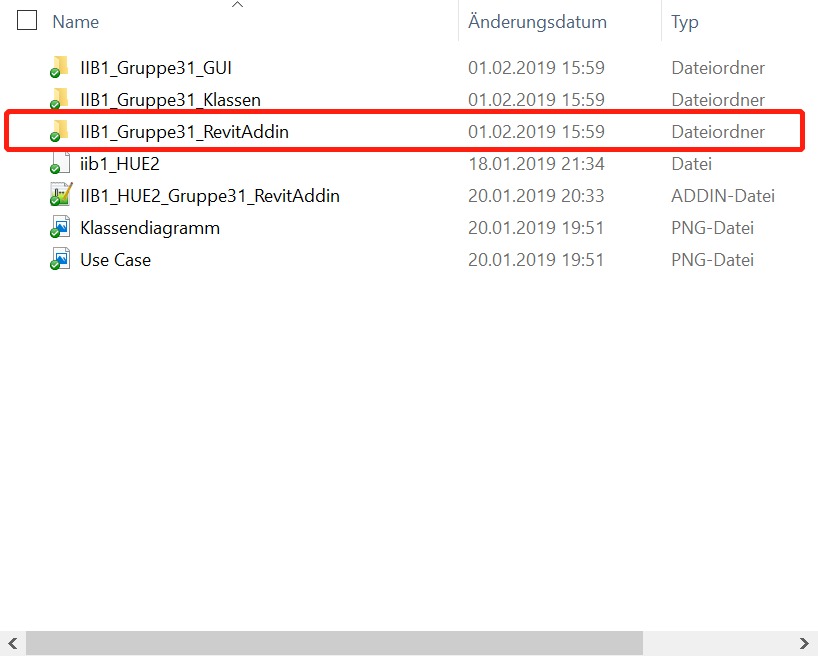 Name Änderungsdatum Typ
IIB1_Gruppe31_GUI 01.02.2019 15:59 Dateiordner
IIB1_Gruppe31_Klassen 01.02.2019 15:59 Dateiordner
IIB1_Gruppe31_RevitAddin 01.02.2019 15:59 Dateiordner
iib1_HUE2 18.01.2019 21:34 Datei
IIB1_HUE2_Gruppe31_RevitAddin 20.01.2019 20:33 ADDIN-Datei
Klassendiagramm 20.01.2019 19:51 PNG-Datei
Use Case 20.01.2019 19:51 PNG-Datei